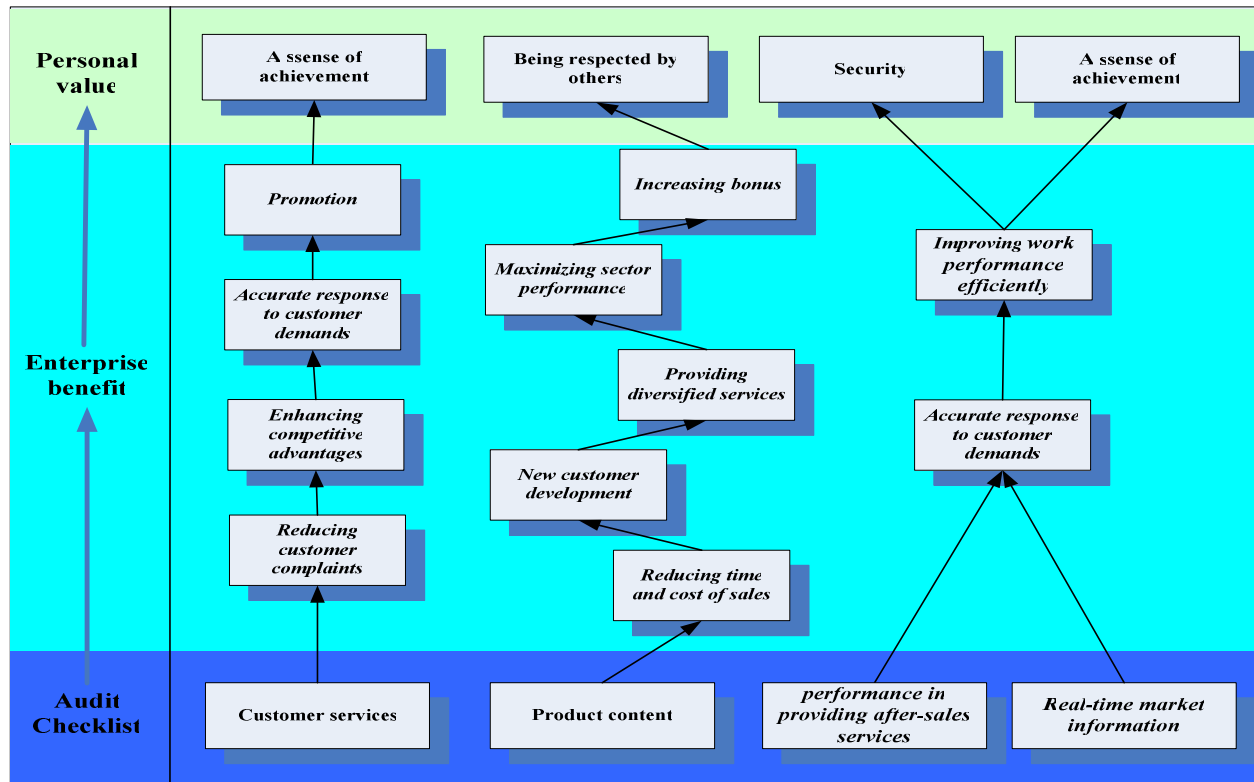 Personal
value
A ssense of
achievement
Being respected by
others
Security
A ssense of
achievement
Enterprise
benefit
Promotion
Increasing bonus
Maximizing sector
performance
Improving work
performance
efficiently
Accurate response
to customer
demands
Providing
diversified services
Enhancing
competitive
advantages
Accurate response
to customer
demands
New customer
development
Reducing
customer
complaints
Reducing time
and cost of sales
Audit
Checklist
Customer services
Product content
performance in
providing after-sales
services
Real-time market
information